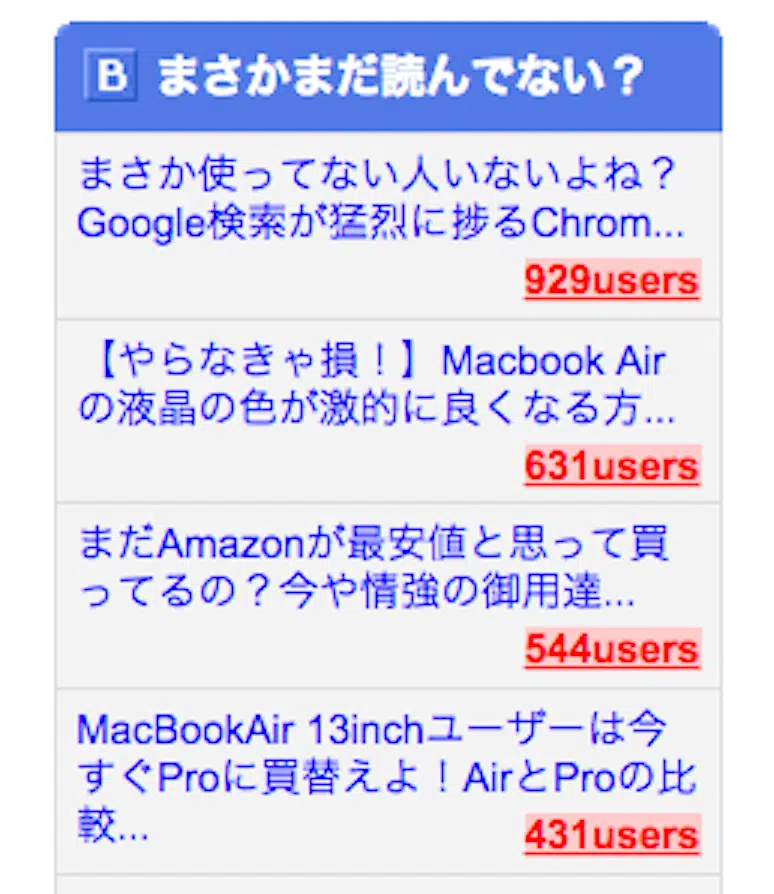 B まさかまだ読んでない？
まさか使ってない人いないよね？
Google検索が猛烈に捗るChrom...
929users
【やらなきゃ損！】Macbook Air
の液晶の色が激的に良くなる方...
631users
まだAmazonが最安値と思って買
ってるの？今や情強の御用達...
544users
MacBookAir 13inchユーザーは今
すぐProに買替えよ！AirとProの比
較...
431users